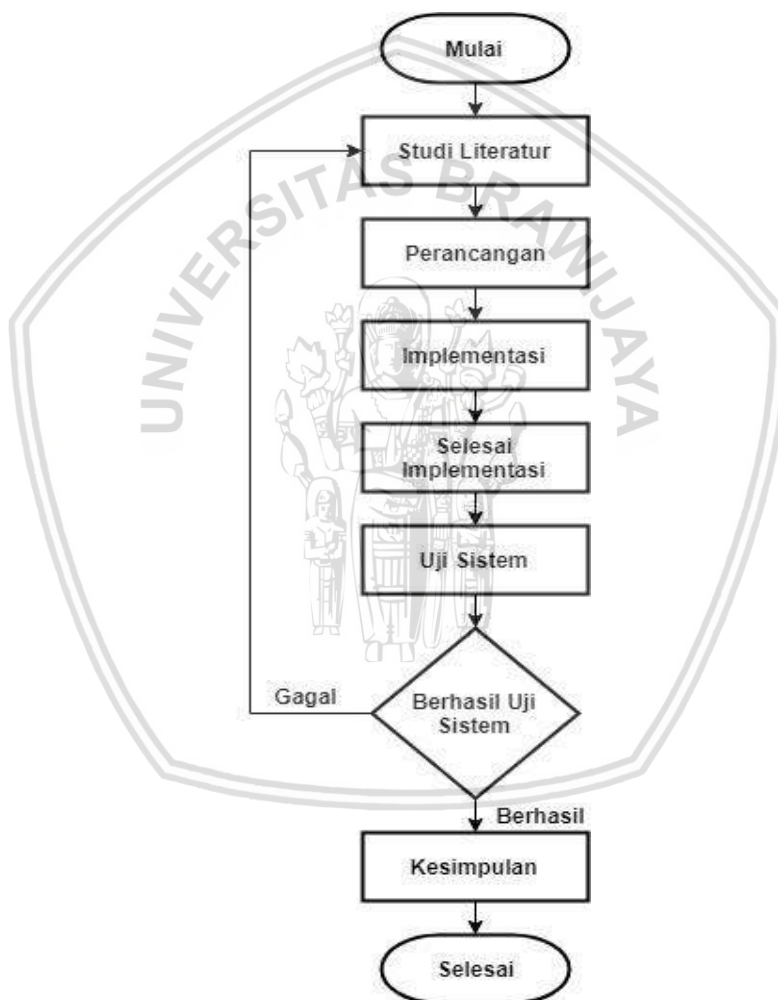 Mulai
Studi Literatur
UNIVERSITAS BRAWIJAYA
Perancangan
Implementasi
Selesai
Implementasi
Uji Sistem
Gagal
Berhasil Uji
Sistem
Berhasil
Kesimpulan
Selesai